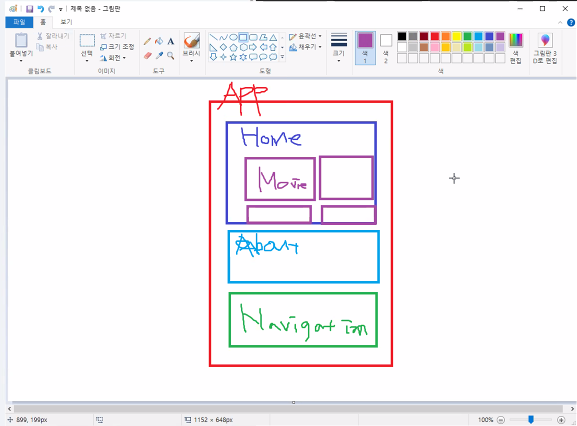 제목 없음 - 그림판
파일 홈 보기
붙여넣기
잘라내기
복사
클립보드
선택
자르기
크기 조정
회전
이미지
A
도구
브러시
윤곽선
채우기
도형
크기
색 1
색 2
색 편집
그림판 3D로 편집
색
APP
Home
Movie
About
Navigation
899, 199px
1152 × 648px
100%